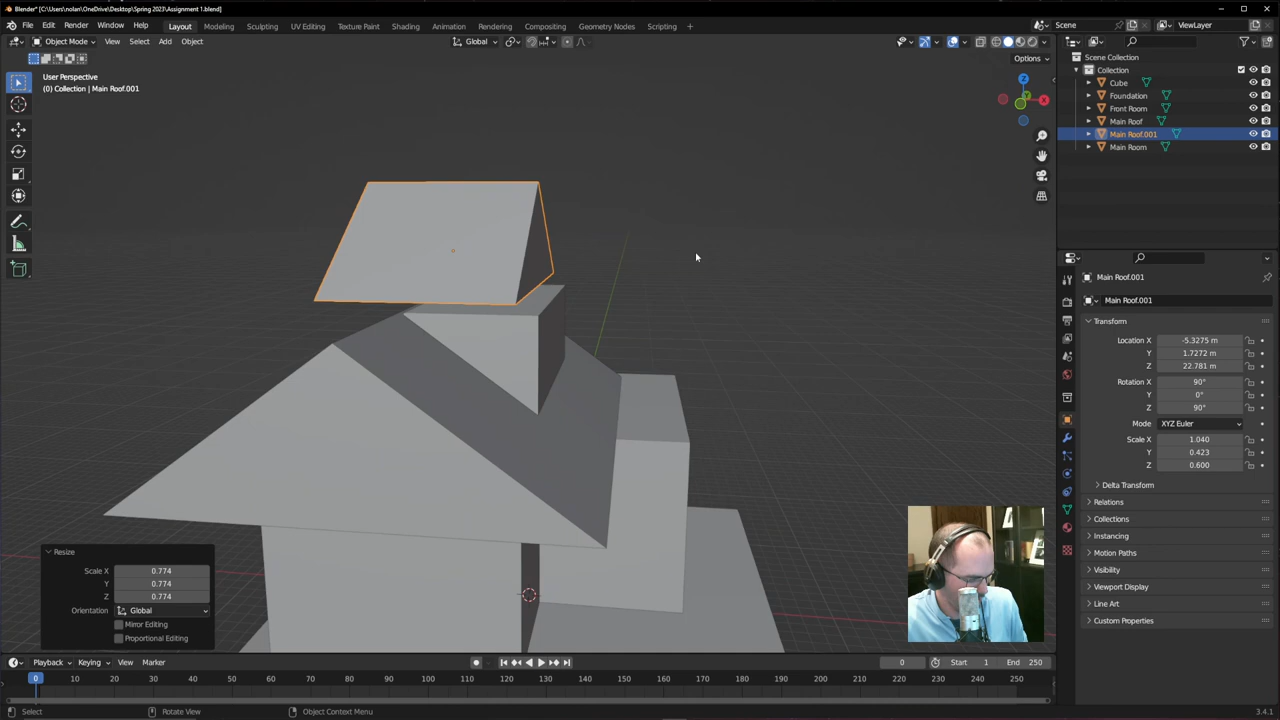 Blender* [C:\Users\nolan\OneDrive\Desktop\Spring 2023\Assignment 1.blend]
File Edit Render Window Help Layout Modeling Sculpting UV Editing Texture Paint Shading Animation Rendering Compositing Geometry Nodes Scripting + Scene ViewLayer
Object Mode View Select Add Object Global
Options
User Perspective
(0) Collection | Main Roof.001
Z
Y
X
Scene Collection
Collection
Cube
Foundation
Front Room
Main Roof
Main Roof.001
Main Room
Main Roof.001
Main Roof.001
Transform
Location X -5.3275 m
Y 1.7272 m
Z 22.781 m
Rotation X 90°
Y 0°
Z 90°
Mode XYZ Euler
Scale X 1.040
Y 0.423
Z 0.600
Delta Transform
Relations
Collections
Instancing
Motion Paths
Visibility
Viewport Display
Line Art
Custom Properties
Resize
Scale X 0.774
Y 0.774
Z 0.774
Orientation Global
Mirror Editing
Proportional Editing
Playback Keying View Marker 0 Start 1 End 250
0 10 20 30 40 50 60 70 80 90 100 110 120 130 140 150 160 170 180 190 200 210 220 230 240 250
Select Rotate View Object Context Menu 3.4.1